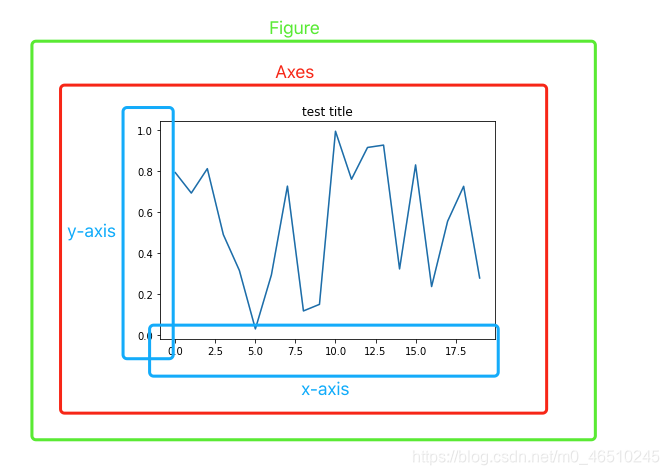 Figure
Axes
test title
1.0
0.8
0.6
y-axis
0.4
0.2
0.0
0.0 2.5 5.0 7.5 10.0 12.5 15.0 17.5
x-axis
https://blog.csdn.net/m0_46510245